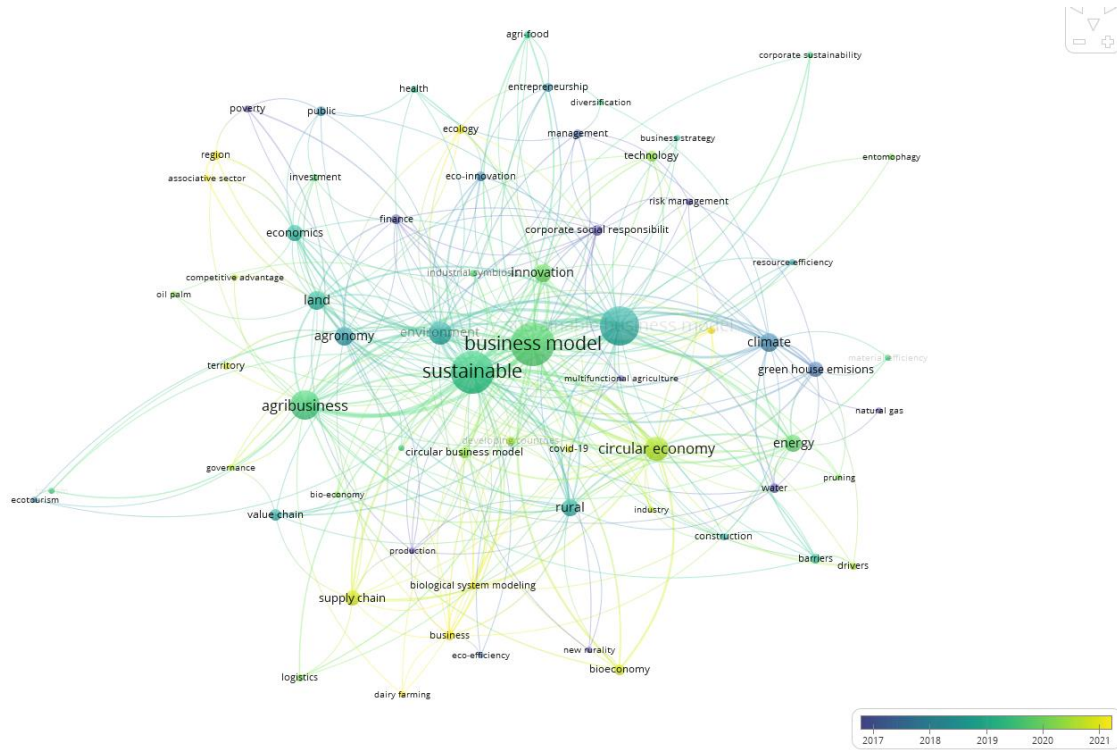 agri-food
corporate sustainability
health
entrepreneurship
diversification
poverty
public
ecology
management
business strategy
technology
region
entomophagy
associative sector
investment
eco-innovation
risk management
finance
economics
corporate social responsibilit
resource efficiency
industrial symbiosi
innovation
competitive advantage
oil palm
land
agronomy
environment
business model
climate
material efficiency
sustainable
territory
multifunctional agriculture
green house emisions
agribusiness
natural gas
developing countries
circular business model
covid-19
circular economy
energy
governance
pruning
ecotourism
bio-economy
water
value chain
rural
industry
construction
production
barriers
drivers
biological system modeling
supply chain
business
eco-efficiency
new rurality
bioeconomy
logistics
dairy farming
2017 2018 2019 2020 2021